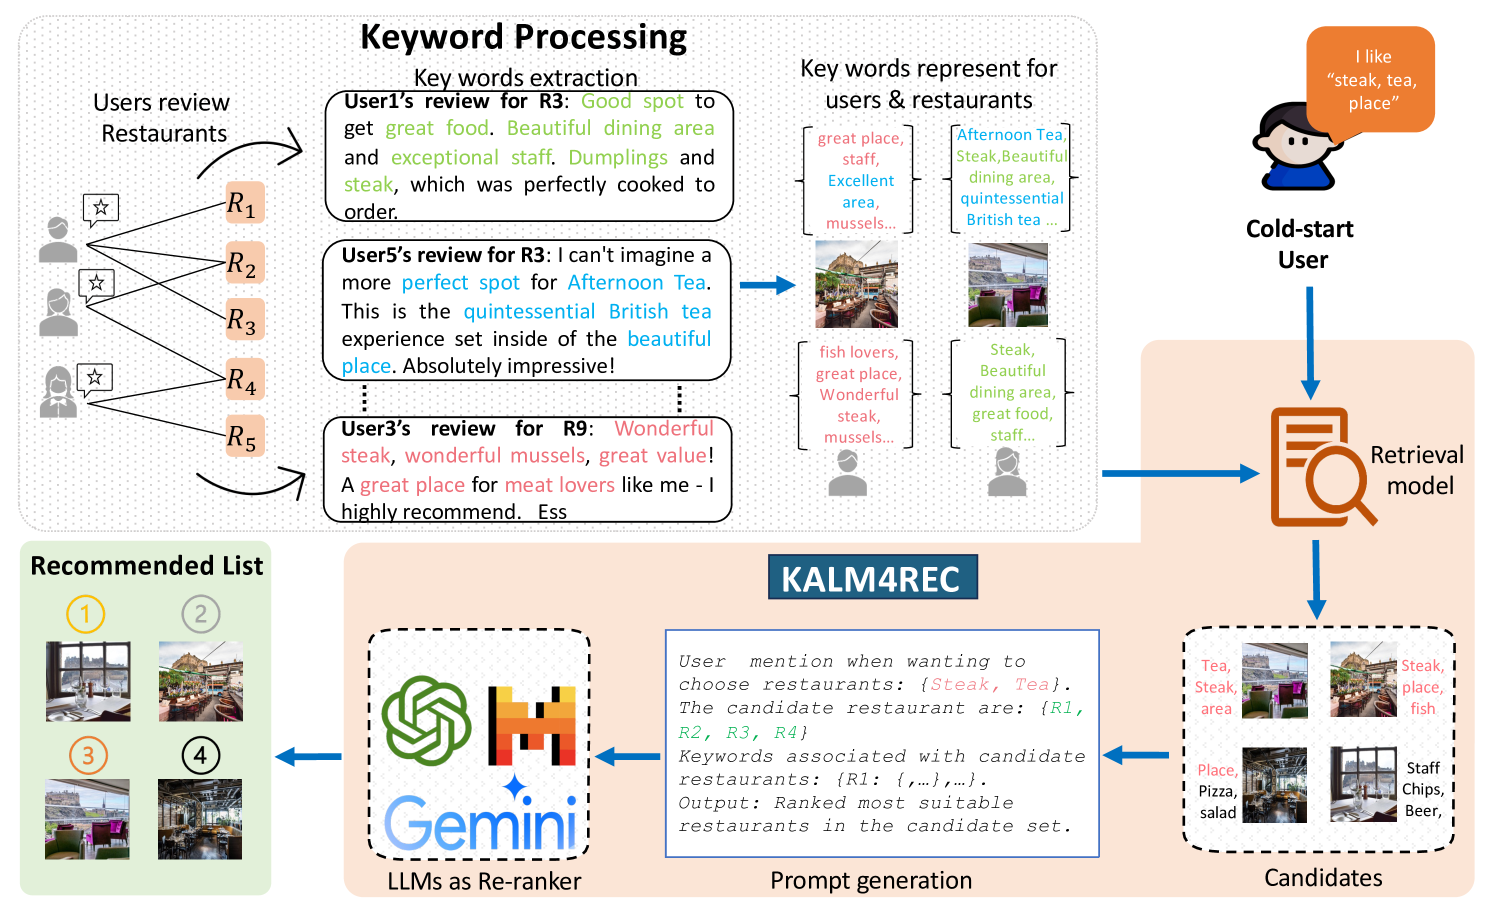 Keyword Processing
Users review
Restaurants
R1
R2
R3
R4
R5
Key words extraction
User1's review for R3: Good spot to
get great food. Beautiful dining area
and exceptional staff. Dumplings and
steak, which was perfectly cooked to
order.
User5's review for R3: I can't imagine a
more perfect spot for Afternoon Tea.
This is the quintessential British tea
experience set inside of the beautiful
place. Absolutely impressive!
User3's review for R9: Wonderful
steak, wonderful mussels, great value!
A great place for meat lovers like me - I
highly recommend. Ess
Key words represent for
users & restaurants
great place,
staff,
Excellent
area,
mussels...
Afternoon Tea,
Steak,Beautiful
dining area,
quintessential
British tea ...
fish lovers,
great place,
Wonderful
steak,
mussels...
Steak,
Beautiful
dining area,
great food,
staff...
I like
“steak, tea,
place”
Cold-start
User
Retrieval
model
Tea,
Steak,
area
Steak,
place,
fish
Place,
Pizza,
salad
Staff
Chips,
Beer,
Candidates
KALM4REC
User mention when wanting to
choose restaurants: {Steak, Tea}.
The candidate restaurant are: {R1,
R2, R3, R4}
Keywords associated with candidate
restaurants: {R1: {,…},…}.
Output: Ranked most suitable
restaurants in the candidate set.
Prompt generation
Gemini
LLMs as Re-ranker
Recommended List
1
2
3
4